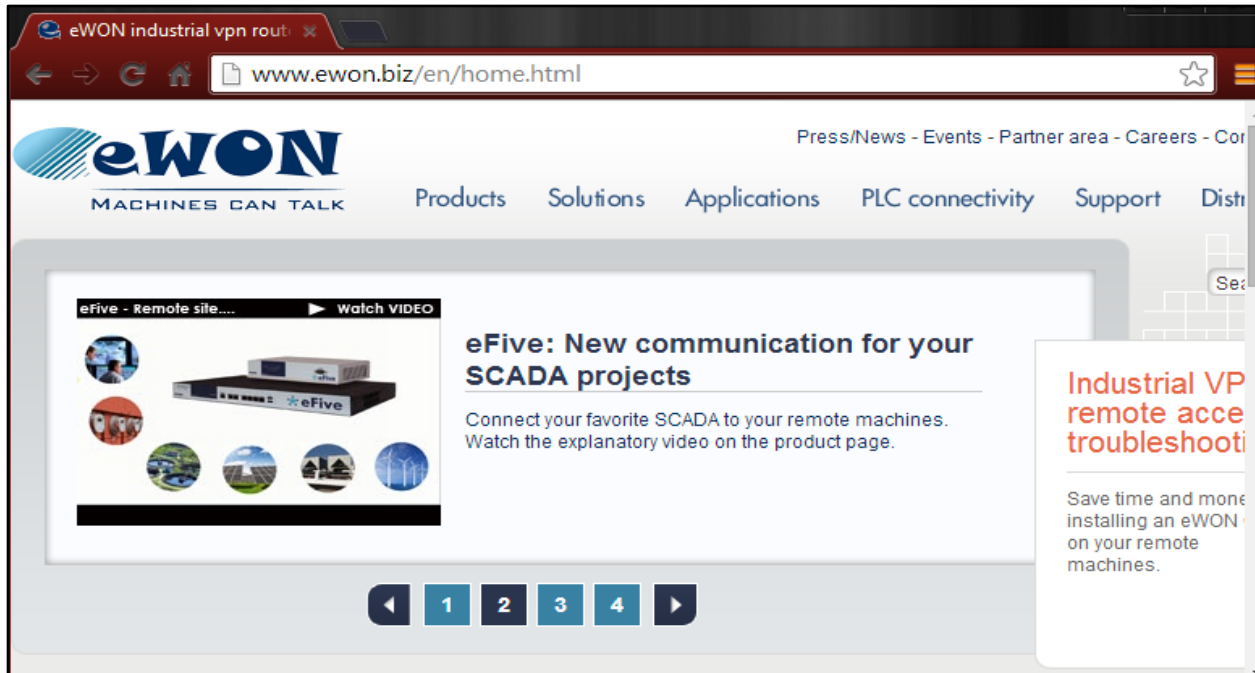 eWON industrial vpn rout
www.ewon.biz/en/home.html
eWON
MACHINES CAN TALK
Press/News - Events - Partner area - Careers - Cor
Products Solutions Applications PLC connectivity Support Distr
Sea
eFive - Remote site.... Watch VIDEO
eFive
eFive: New communication for your
SCADA projects
Connect your favorite SCADA to your remote machines.
Watch the explanatory video on the product page.
Industrial VP
remote acce
troubleshooti
Save time and mone
installing an eWON
on your remote
machines.
1 2 3 4